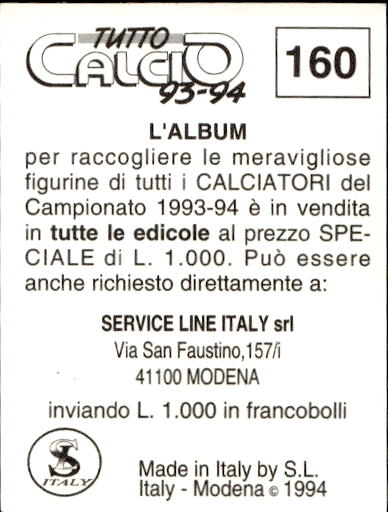 TUTTO
CALCIO
93-94
160
L'ALBUM
per raccogliere le meravigliose
figurine di tutti i CALCIATORI del
Campionato 1993-94 è in vendita
in tutte le edicole al prezzo SPE-
CIALE di L. 1.000. Può essere
anche richiesto direttamente a:
SERVICE LINE ITALY srl
Via San Faustino,157/i
41100 MODENA
inviando L. 1.000 in francobolli
SL
ITALY
Made in Italy by S.L.
Italy - Modena © 1994